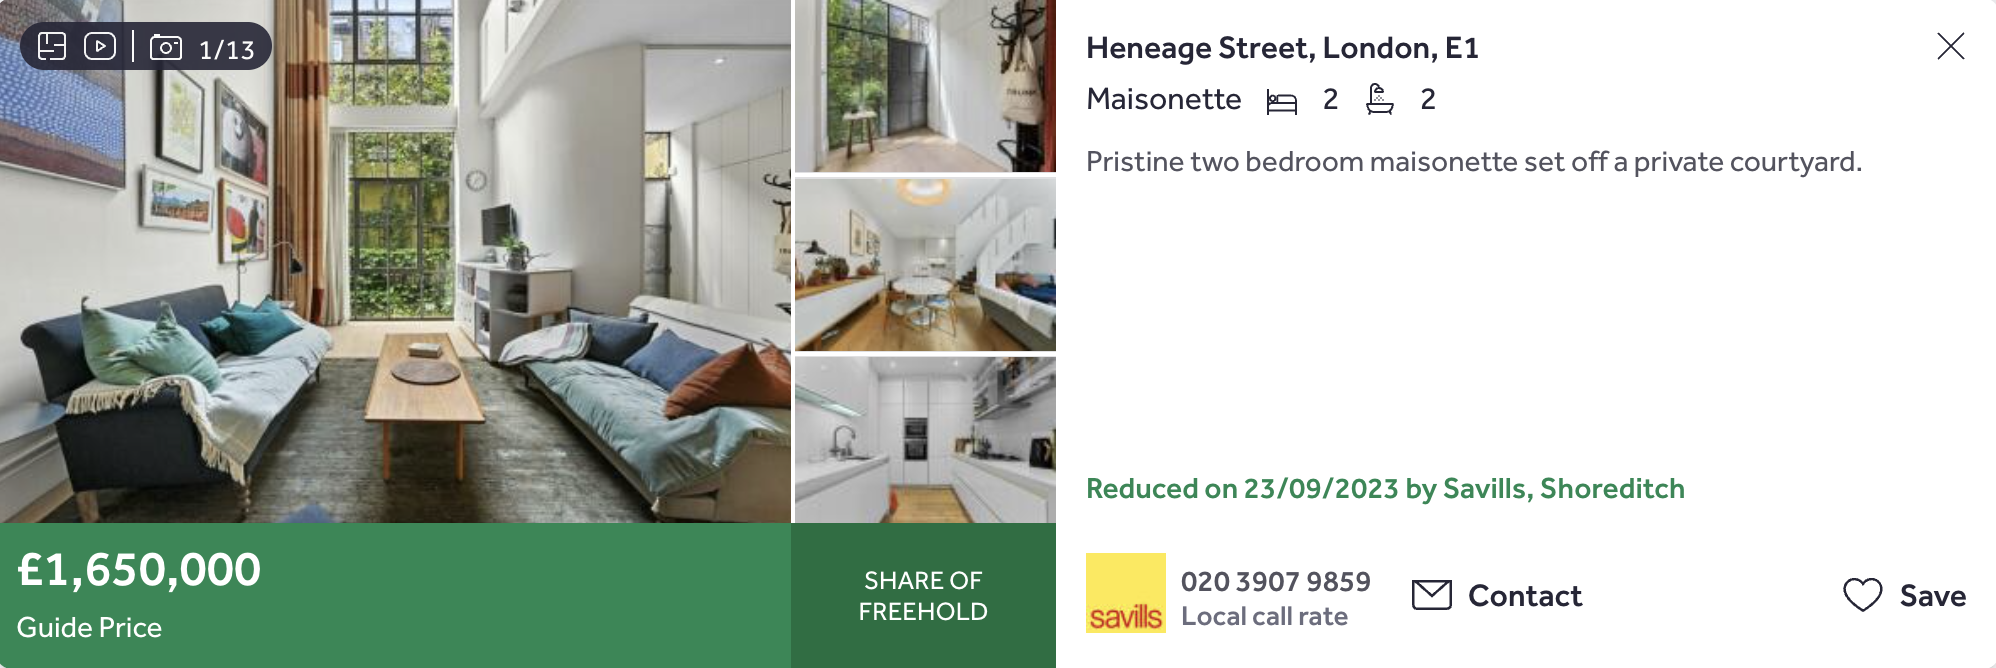 1/13
£1,650,000
Guide Price
SHARE OF
FREEHOLD
Heneage Street, London, E1
Maisonette 2 2
Pristine two bedroom maisonette set off a private courtyard.
Reduced on 23/09/2023 by Savills, Shoreditch
savills
020 3907 9859
Local call rate
Contact
Save